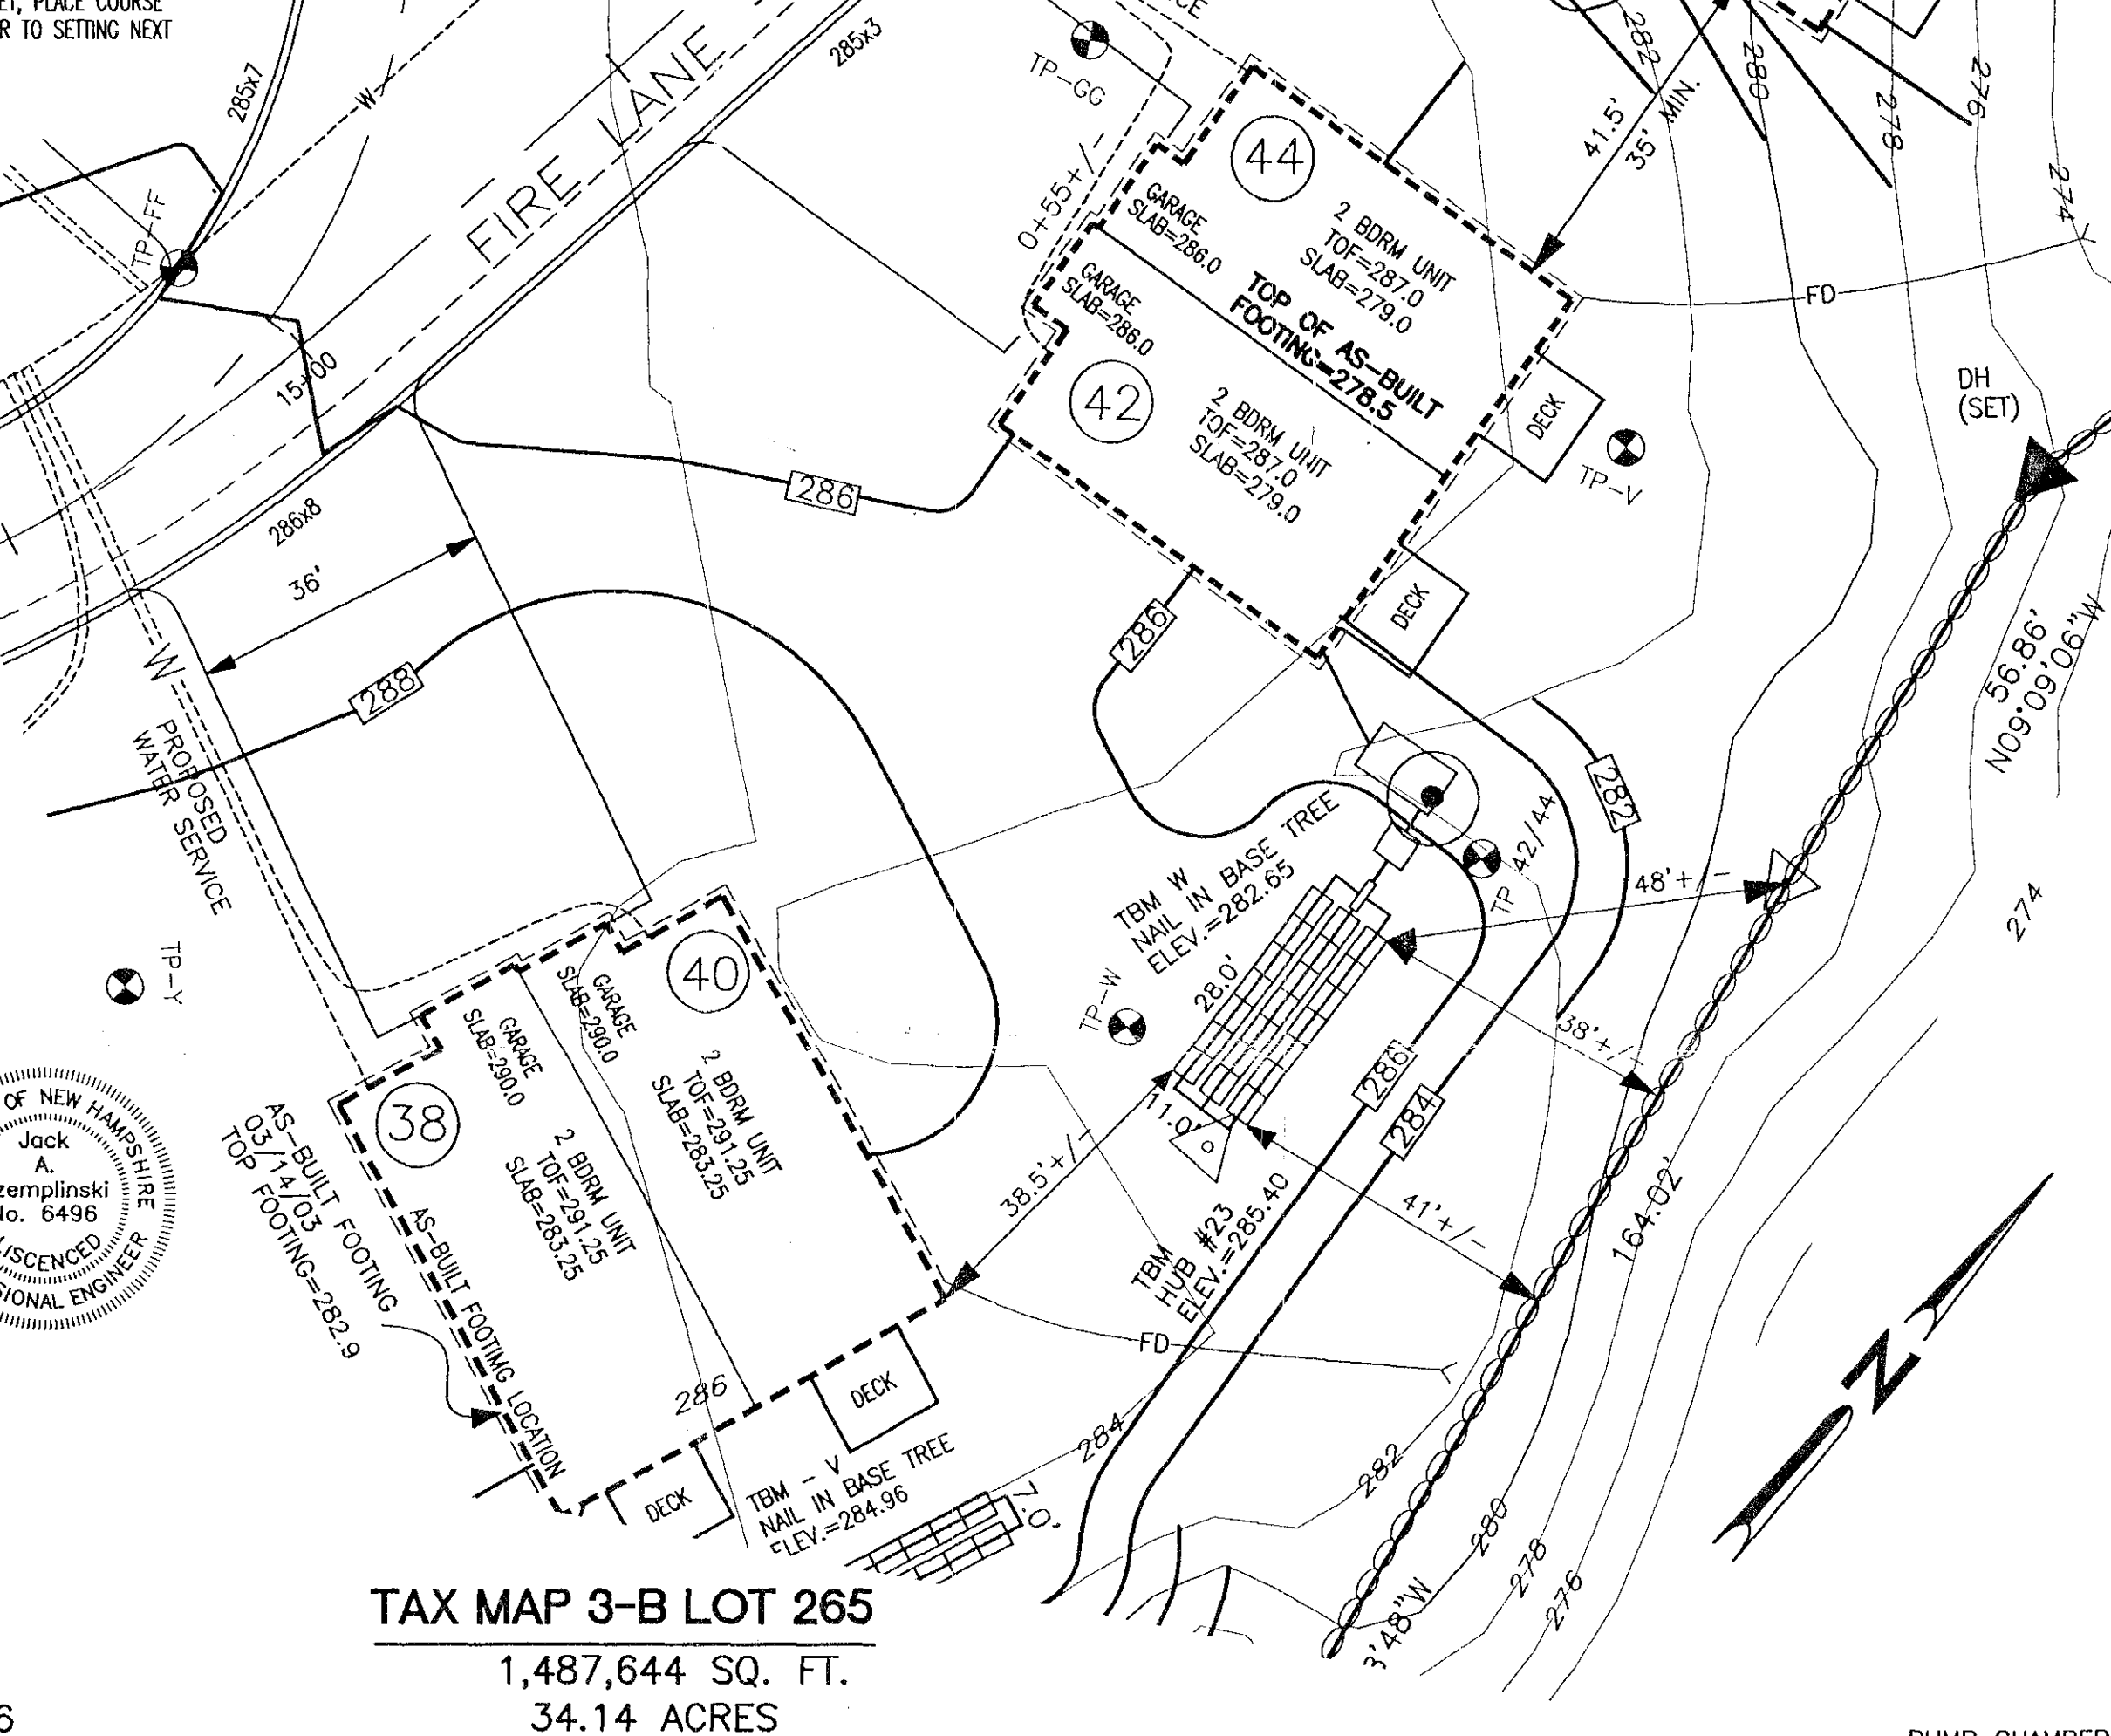 PLACE COURSE
R TO SETTING NEXT
285x7
W
FIRE LANE
285x3
TP-GG
0+55+/-
TP-FF
15+00
286x8
36'
44
GARAGE
SLAB=286.0
2 BDRM UNIT
TOF=287.0
SLAB=279.0
TOP OF AS-BUILT
FOOTING=278.5
GARAGE
SLAB=286.0
42
2 BDRM UNIT
TOF=287.0
SLAB=279.0
DECK
DECK
TP-V
41.5'
35' MIN.
282
280
278
276
274
FD
DH
(SET)
56.86'
N09°09'06"W
286
286
288
W
PROPOSED
WATER SERVICE
TP-Y
282
TBM W
NAIL IN BASE TREE
ELEV.=282.65
TP 42/44
48'+/-
274
TP-W
28.0'
11.0'
38'+/-
286
284
38.5'+/-
TBM
HUB #23
ELEV.=285.40
41'+/-
164.02'
40
GARAGE
SLAB=290.0
2 BDRM UNIT
TOF=291.25
SLAB=283.25
38
GARAGE
SLAB=290.0
2 BDRM UNIT
TOF=291.25
SLAB=283.25
AS-BUILT FOOTING
03/14/03
TOP FOOTING=282.9
AS-BUILT FOOTIMG LOCATION
OF NEW HAMPSHIRE
Jack
A.
zemplinski
No. 6496
LISCENCED
SIONAL ENGINEER
286
DECK
DECK
FD
TBM - V
NAIL IN BASE TREE
ELEV.=284.96
7.0'
284
282
280
278
276
3'48"W
N
TAX MAP 3-B LOT 265
1,487,644 SQ. FT.
34.14 ACRES
6
PUMP CHAMBER